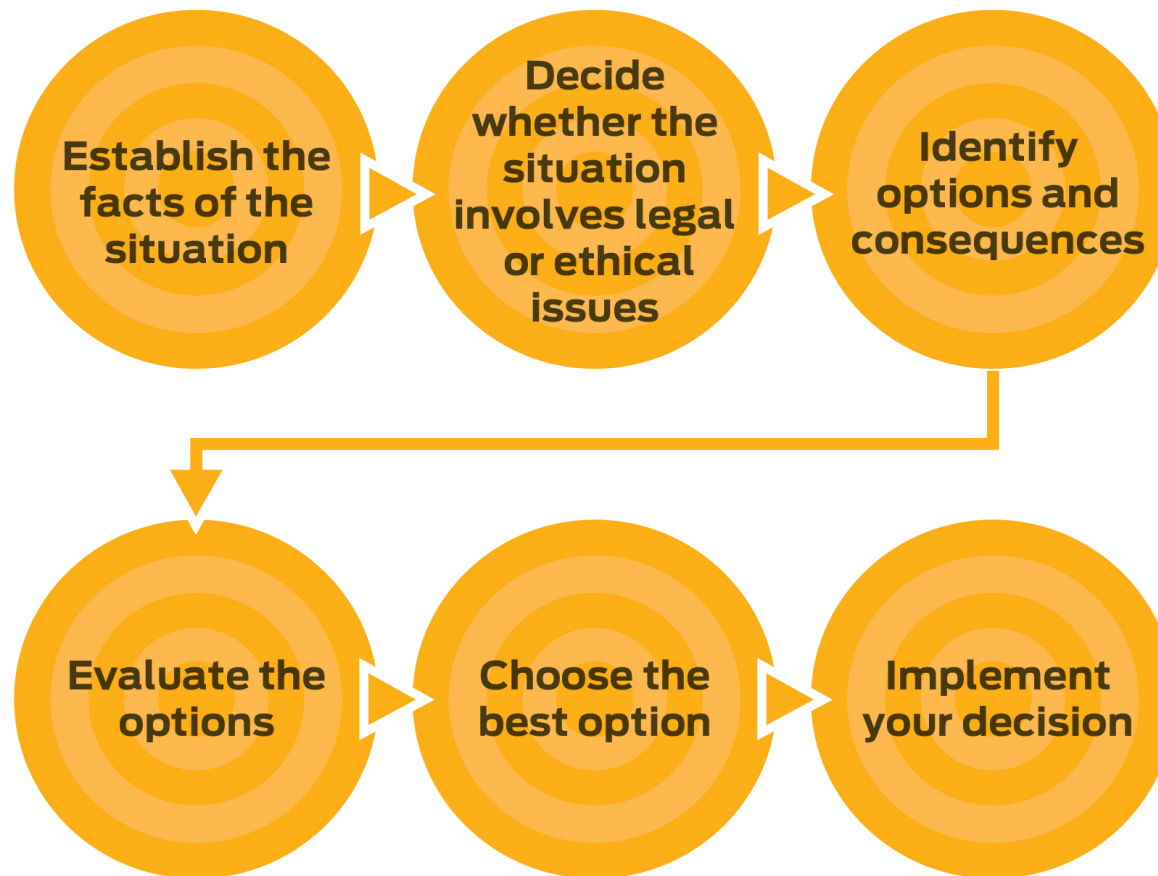 Establish the
facts of the
situation
Decide
whether the
situation
involves legal
or ethical
issues
Identify
options and
consequences
Evaluate the
options
Choose the
best option
Implement
your decision